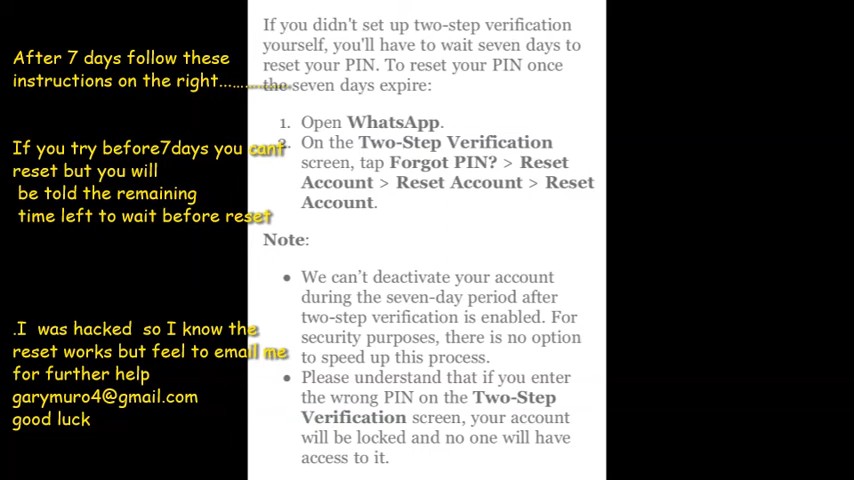 After 7 days follow these
instructions on the right...............
If you try before7days you cant
reset but you will
be told the remaining
time left to wait before reset
.I was hacked so I know the
reset works but feel to email me
for further help
garymuro4@gmail.com
good luck
If you didn't set up two-step verification
yourself, you'll have to wait seven days to
reset your PIN. To reset your PIN once
the seven days expire:
1. Open WhatsApp.
2. On the Two-Step Verification
screen, tap Forgot PIN? > Reset
Account > Reset Account > Reset
Account.
Note:
● We can’t deactivate your account
during the seven-day period after
two-step verification is enabled. For
security purposes, there is no option
to speed up this process.
● Please understand that if you enter
the wrong PIN on the Two-Step
Verification screen, your account
will be locked and no one will have
access to it.